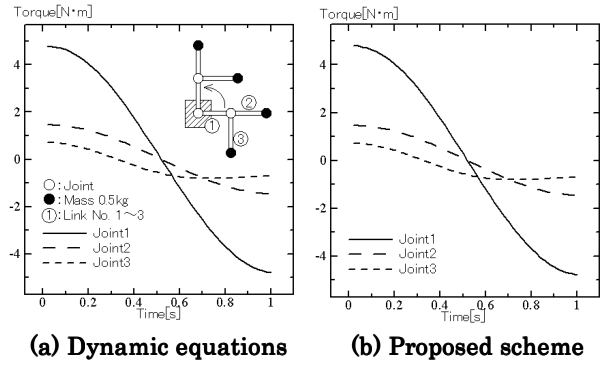 Torque[N・m]
4
2
0
-2
-4
②
①
③
○: Joint
●: Mass 0.5kg
①: Link No. 1～3
Joint1
Joint2
Joint3
0 0.2 0.4 0.6 0.8 1
Time[s]
(a) Dynamic equations
Torque[N・m]
4
2
0
-2
-4
Joint1
Joint2
Joint3
0 0.2 0.4 0.6 0.8 1
Time[s]
(b) Proposed scheme